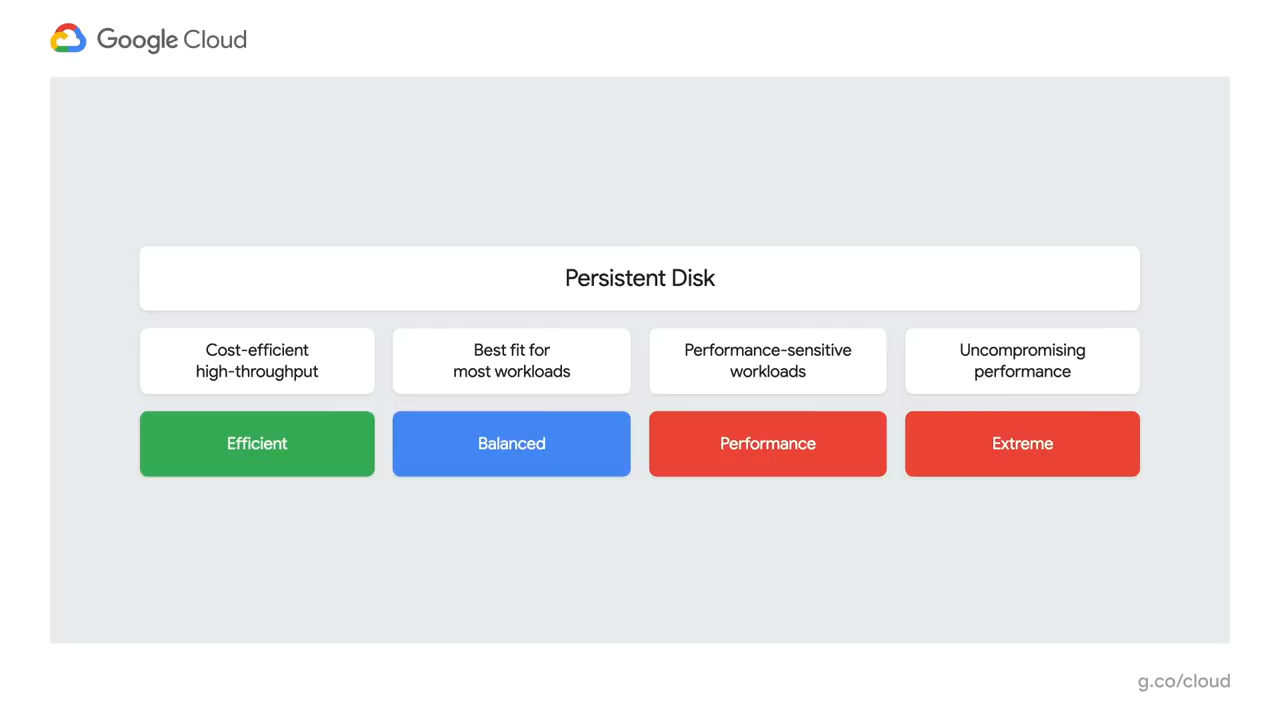 Google Cloud
Persistent Disk
Cost-efficient
high-throughput
Best fit for
most workloads
Performance-sensitive
workloads
Uncompromising
performance
Efficient
Balanced
Performance
Extreme
g.co/cloud